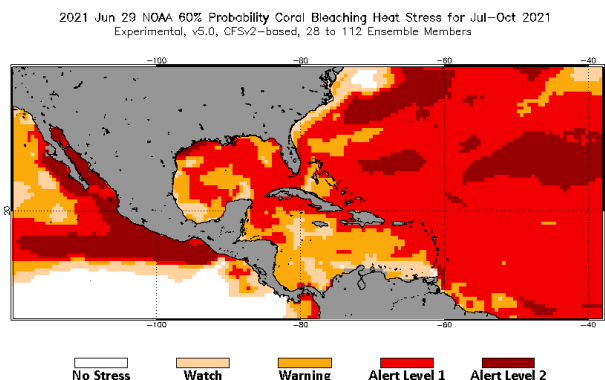 2021 Jun 29 NOAA 60% Probability Coral Bleaching Heat Stress for Jul-Oct 2021
Experimental, v5.0, CFSv2-based, 28 to 112 Ensemble Members
-100 -80 -60 -40
20
-100 -80 -60 -40
No Stress Watch Warning Alert Level 1 Alert Level 2